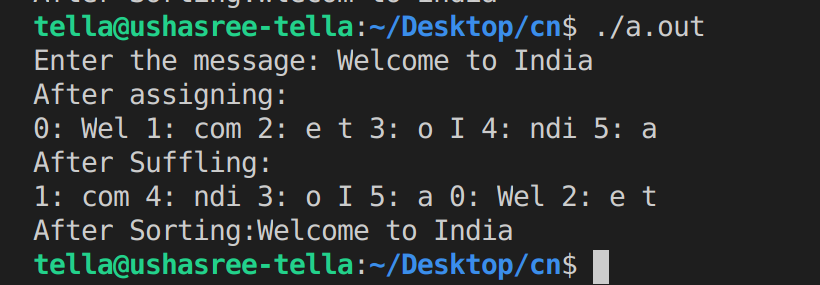 After Sorting:Welcome to India
tella@ushasree-tella:~/Desktop/cn$ ./a.out
Enter the message: Welcome to India
After assigning:
0: Wel 1: com 2: e t 3: o I 4: ndi 5: a
After Suffling:
1: com 4: ndi 3: o I 5: a 0: Wel 2: e t
After Sorting:Welcome to India
tella@ushasree-tella:~/Desktop/cn$